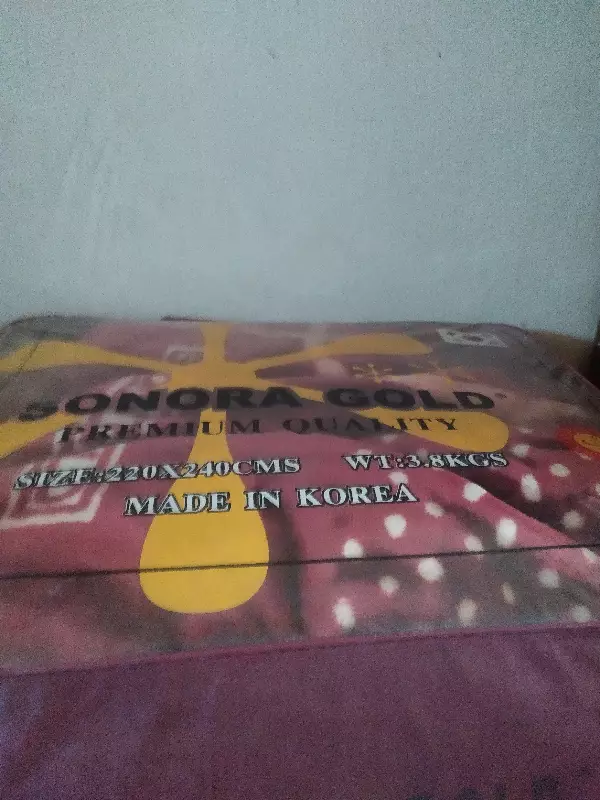 SONORA GOLD®
PREMIUM QUALITY
SIZE:220X240CMS WT:3.8KGS
MADE IN KOREA